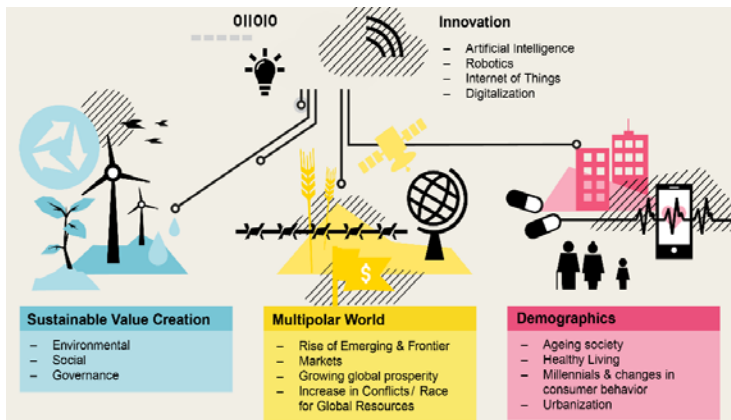 011010
Innovation
– Artificial Intelligence
– Robotics
– Internet of Things
– Digitalization
$
Sustainable Value Creation
– Environmental
– Social
– Governance
Multipolar World
– Rise of Emerging & Frontier
– Markets
– Growing global prosperity
– Increase in Conflicts / Race
for Global Resources
Demographics
– Ageing society
– Healthy Living
– Millennials & changes in
consumer behavior
– Urbanization